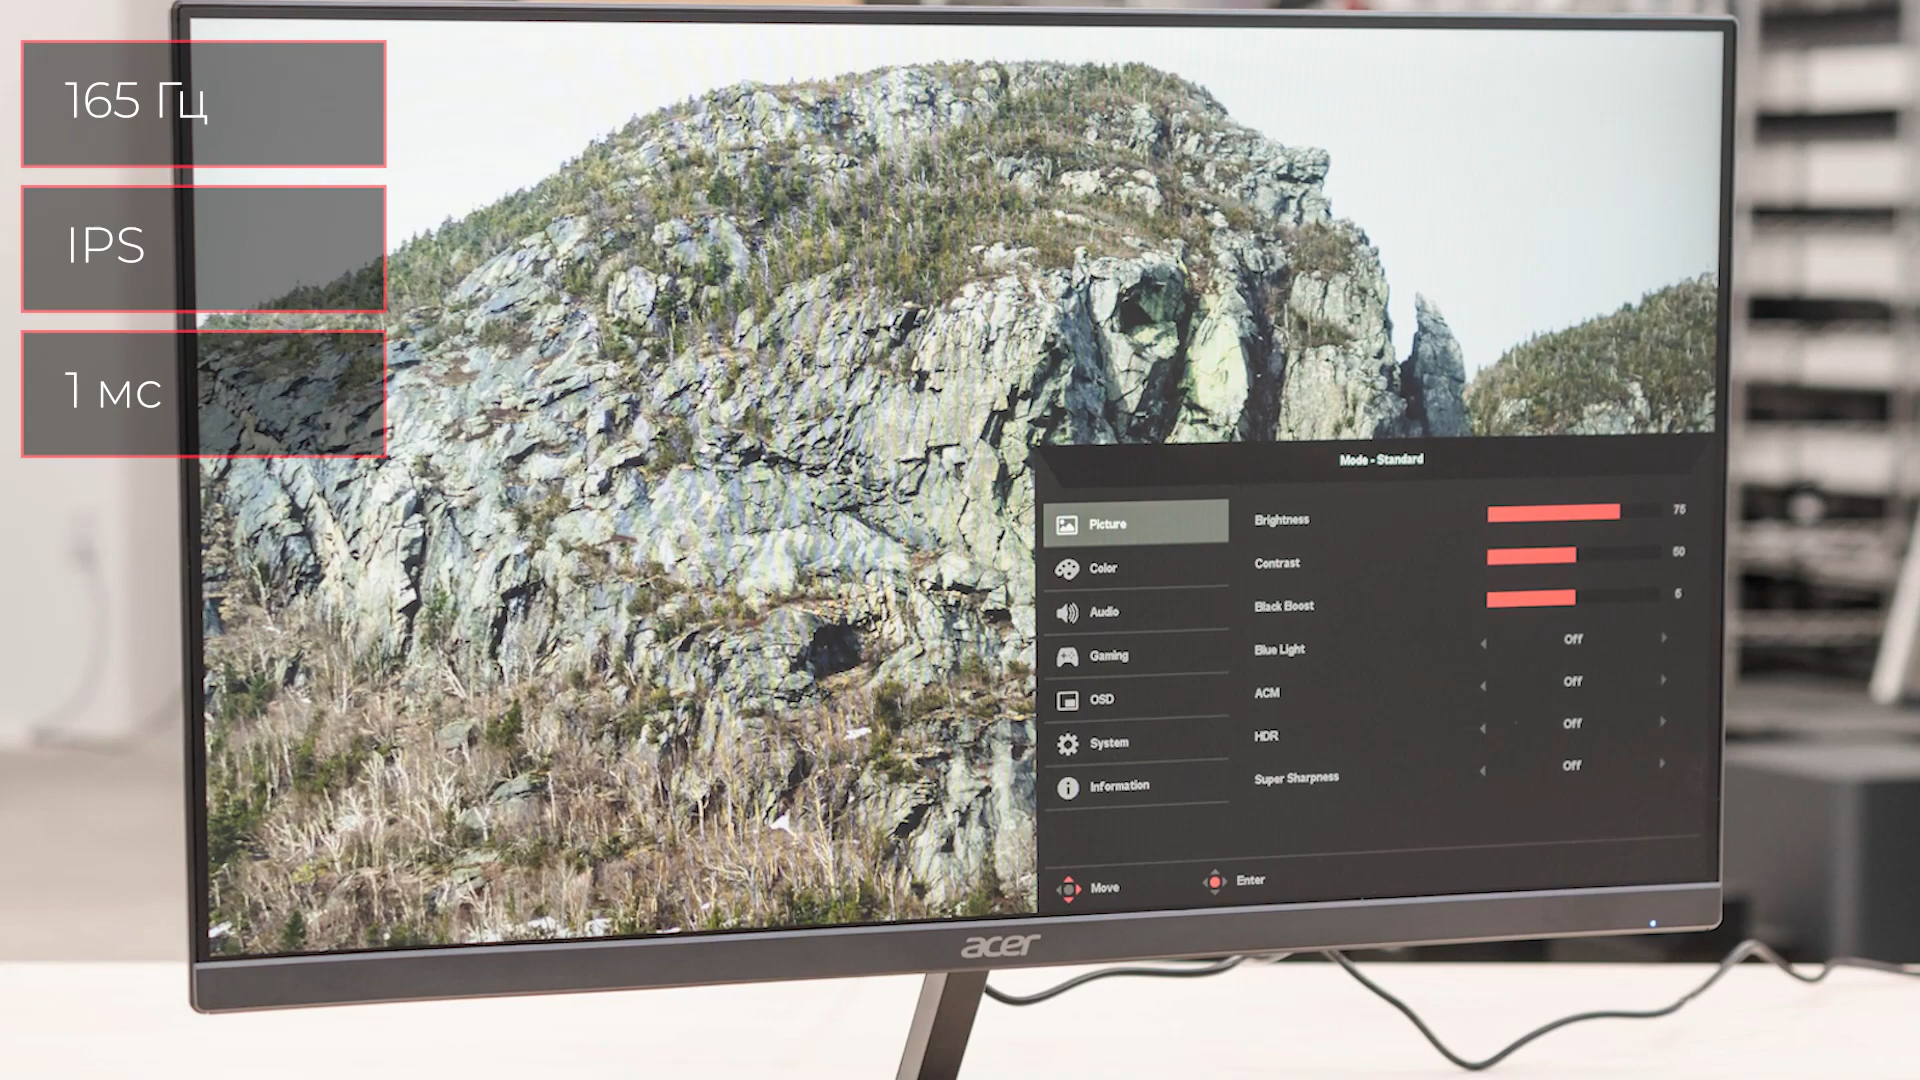 165 Гц
IPS
1 мс
Mode - Standard
Picture
Color
Audio
Gaming
OSD
System
Information
Brightness 75
Contrast 50
Black Boost 5
Blue Light Off
ACM Off
HDR Off
Super Sharpness Off
Move Enter
acer